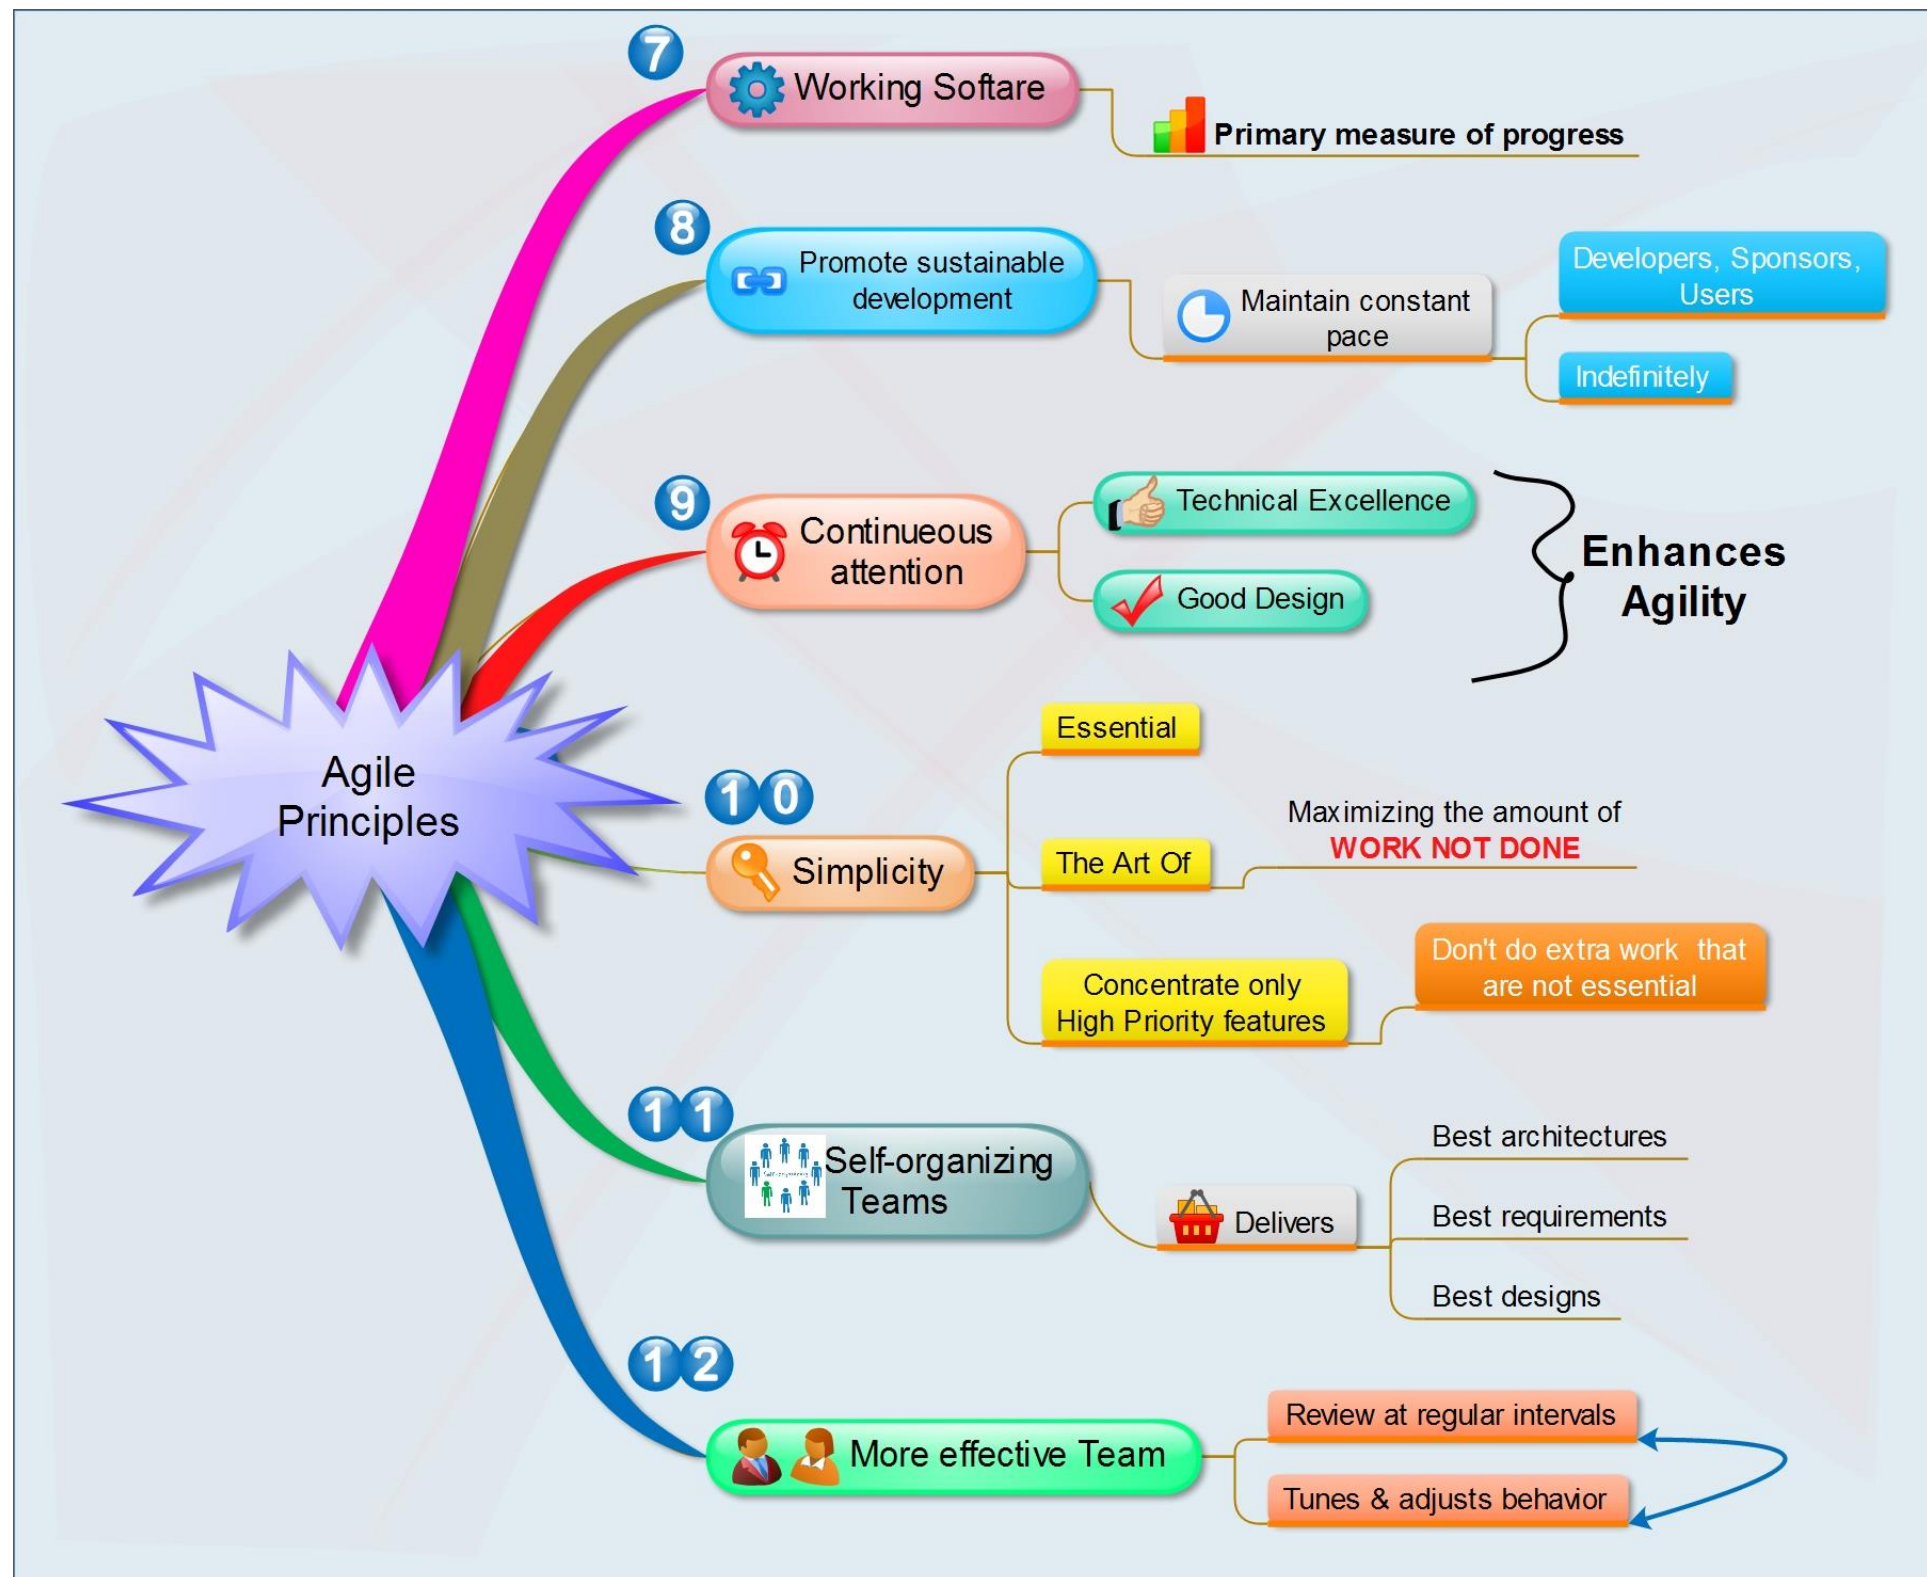 7
Working Softare
Primary measure of progress
8
Promote sustainable
development
Maintain constant
pace
Developers, Sponsors,
Users
Indefinitely
9
Continueous
attention
Technical Excellence
Good Design
Enhances
Agility
Agile
Principles
10
Simplicity
Essential
The Art Of
Maximizing the amount of
WORK NOT DONE
Concentrate only
High Priority features
Don't do extra work  that
are not essential
11
Self-organizing
Teams
Delivers
Best architectures
Best requirements
Best designs
12
More effective Team
Review at regular intervals
Tunes & adjusts behavior